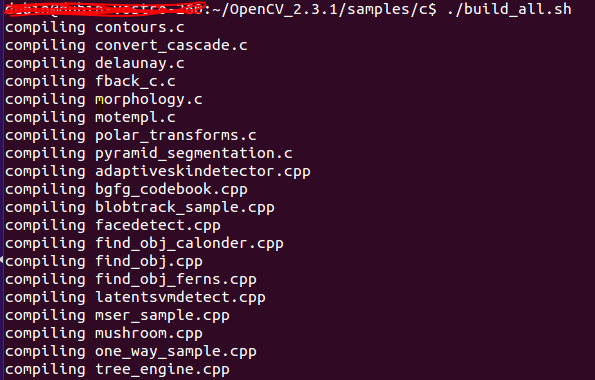 :~/OpenCV_2.3.1/samples/c$ ./build_all.sh
compiling contours.c
compiling convert_cascade.c
compiling delaunay.c
compiling fback_c.c
compiling morphology.c
compiling motempl.c
compiling polar_transforms.c
compiling pyramid_segmentation.c
compiling adaptiveskindetector.cpp
compiling bgfg_codebook.cpp
compiling blobtrack_sample.cpp
compiling facedetect.cpp
compiling find_obj_calonder.cpp
compiling find_obj.cpp
compiling find_obj_ferns.cpp
compiling latentsvmdetect.cpp
compiling mser_sample.cpp
compiling mushroom.cpp
compiling one_way_sample.cpp
compiling tree_engine.cpp